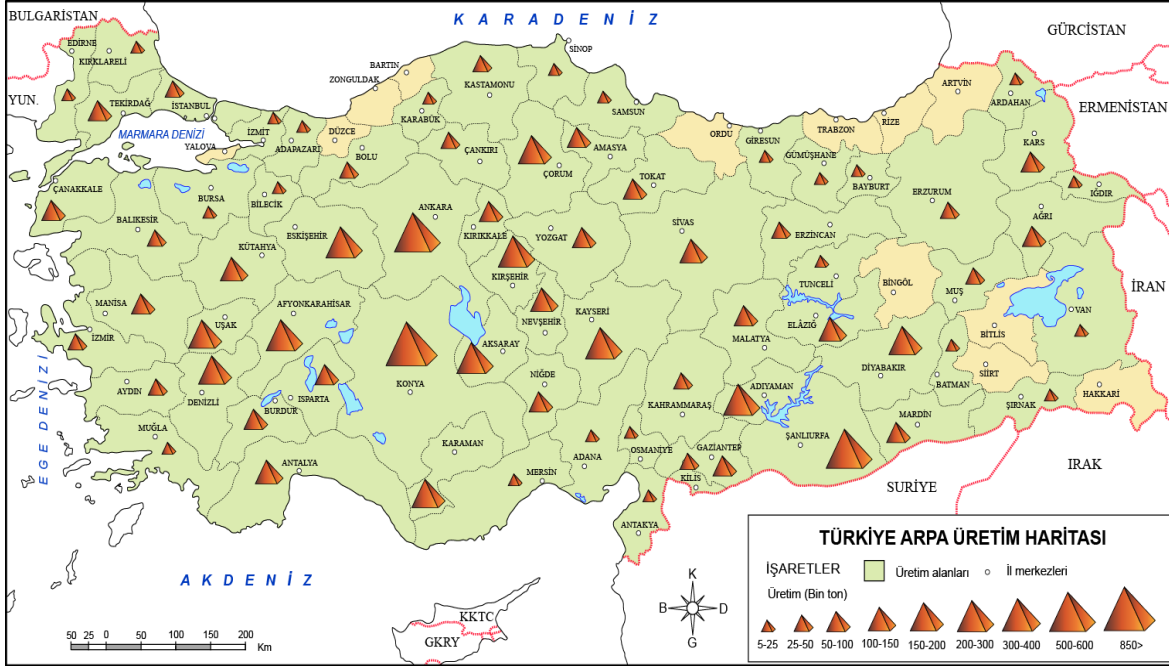 BULGARİSTAN
K A R A D E N İ Z
GÜRCİSTAN
EDİRNE
KIRKLARELİ
SİNOP
BARTIN
ZONGULDAK
KASTAMONU
ARTVİN
ARDAHAN
YUN.
TEKİRDAĞ
İSTANBUL
KARABÜK
SAMSUN
ERMENİSTAN
MARMARA DENİZİ
İZMİT
ADAPAZARI
DÜZCE
BOLU
ORDU
GİRESUN
TRABZON
RİZE
KARS
YALOVA
ÇANKIRI
ÇORUM
AMASYA
GÜMÜŞHANE
BAYBURT
ÇANAKKALE
BURSA
BİLECİK
TOKAT
ERZURUM
IĞDIR
BALIKESİR
ANKARA
KIRIKKALE
YOZGAT
SİVAS
ERZİNCAN
AĞRI
ESKİŞEHİR
KÜTAHYA
KIRŞEHİR
TUNCELİ
BİNGÖL
MUŞ
İRAN
MANİSA
UŞAK
AFYONKARAHİSAR
NEVŞEHİR
KAYSERİ
ELÂZIĞ
VAN
İZMİR
AKSARAY
MALATYA
BİTLİS
EGE DENİZİ
AYDIN
DENİZLİ
BURDUR
ISPARTA
KONYA
NİĞDE
ADIYAMAN
DİYABAKIR
BATMAN
SİİRT
KAHRAMMARAŞ
HAKKARİ
MUĞLA
ŞIRNAK
MARDİN
ANTALYA
KARAMAN
MERSİN
ADANA
OSMANİYE
GAZİANTEP
ŞANLIURFA
KİLİS
IRAK
SURİYE
ANTAKYA
A K D E N İ Z
KKTC
GKRY
K
B
D
G
50 25 0 50 100 150 200
Km
TÜRKİYE ARPA ÜRETİM HARİTASI
İŞARETLER
Üretim alanları
İl merkezleri
Üretim (Bin ton)
5-25 25-50 50-100 100-150 150-200 200-300 300-400 500-600 850>